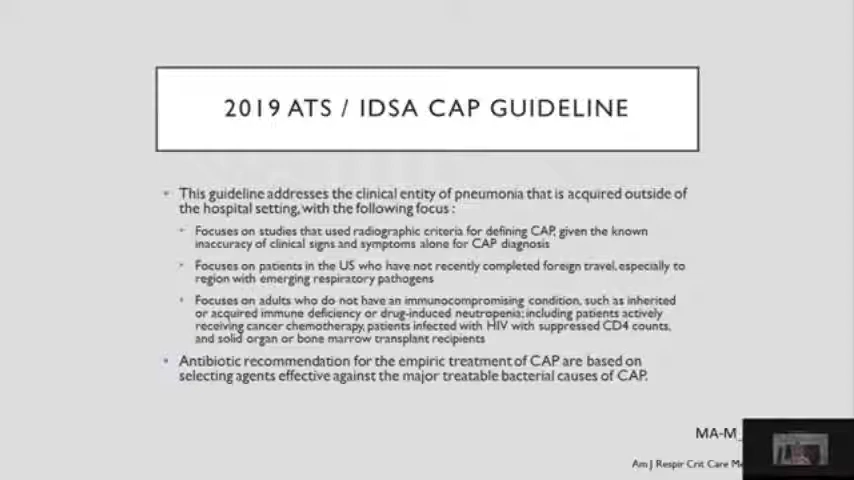 2019 ATS / IDSA CAP GUIDELINE
This guideline addresses the clinical entity of pneumonia that is acquired outside of
the hospital setting, with the following focus :
Focuses on studies that used radiographic criteria for defining CAP, given the known
inaccuracy of clinical signs and symptoms alone for CAP diagnosis
Focuses on patients in the US who have not recently completed foreign travel, especially to
region with emerging respiratory pathogens
Focuses on adults who do not have an immunocompromising condition, such as inherited
or acquired immune deficiency or drug-induced neutropenia; including patients actively
receiving cancer chemotherapy, patients infected with HIV with suppressed CD4 counts,
and solid organ or bone marrow transplant recipients
Antibiotic recommendation for the empiric treatment of CAP are based on
selecting agents effective against the major treatable bacterial causes of CAP.
MA-M_
Am J Respir Crit Care